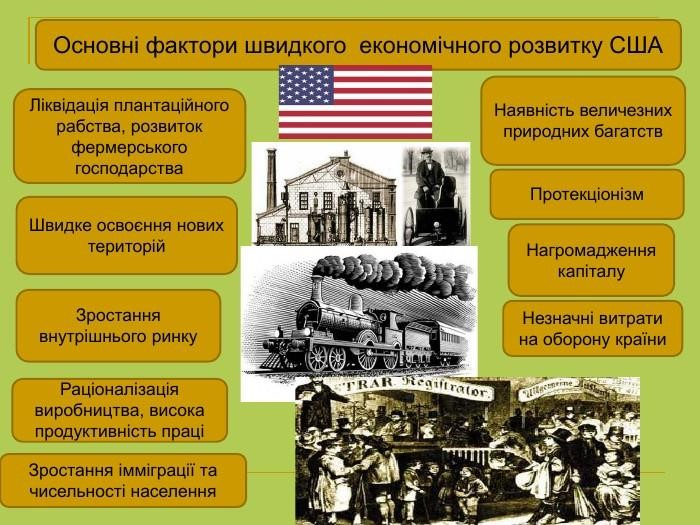 Основні фактори швидкого економічного розвитку США
Ліквідація плантаційного
рабства, розвиток
фермерського
господарства
Швидке освоєння нових
територій
Зростання
внутрішнього ринку
Раціоналізація
виробництва, висока
продуктивність праці
Зростання імміграції та
чисельності населення
Наявність величезних
природних багатств
Протекціонізм
Нагромадження
капіталу
Незначні витрати
на оборону країни
TRAR Registrator.